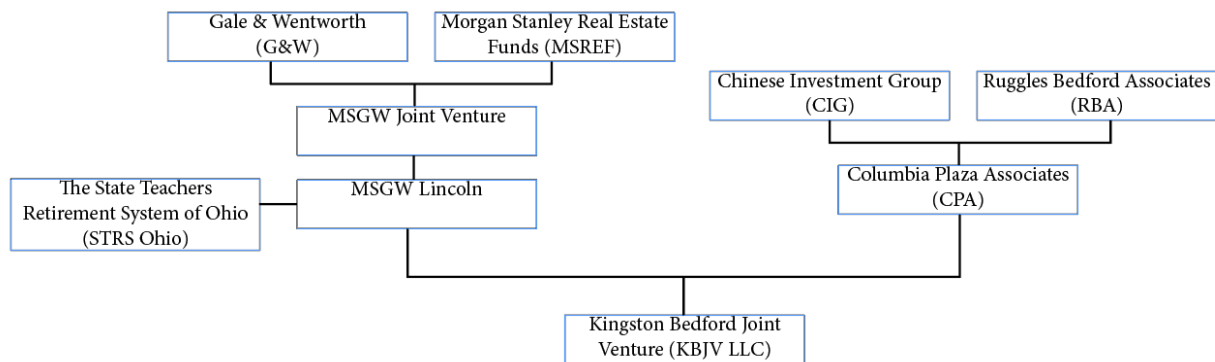 Gale & Wentworth
(G&W)
Morgan Stanley Real Estate
Funds (MSREF)
Chinese Investment Group
(CIG)
Ruggles Bedford Associates
(RBA)
MSGW Joint Venture
The State Teachers
Retirement System of Ohio
(STRS Ohio)
MSGW Lincoln
Columbia Plaza Associates
(CPA)
Kingston Bedford Joint
Venture (KBJV LLC)